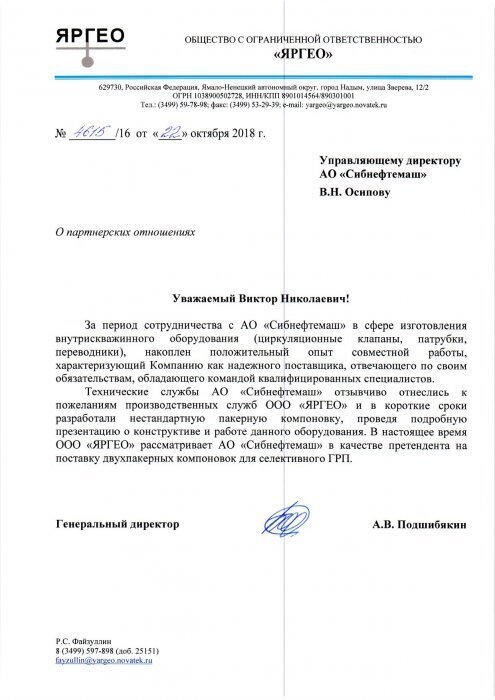 ЯРГЕО
ОБЩЕСТВО С ОГРАНИЧЕННОЙ ОТВЕТСТВЕННОСТЬЮ
«ЯРГЕО»
629730, Российская Федерация, Ямало-Ненецкий автономный округ, город Надым, улица Зверева, 12/2
ОГРН 1038900502728, ИНН/КПП 8901014564/890301001
Тел.: (3499) 59-78-98; факс: (3499) 53-29-39; e-mail: yargeo@yargeo.novatek.ru
№ 4615 /16 от «22» октября 2018 г.
Управляющему директору
АО «Сибнефтемаш»
В.Н. Осипову
О партнерских отношениях
Уважаемый Виктор Николаевич!
За период сотрудничества с АО «Сибнефтемаш» в сфере изготовления
внутрискважинного оборудования (циркуляционные клапаны, патрубки,
переводники), накоплен положительный опыт совместной работы,
характеризующий Компанию как надежного поставщика, отвечающего по своим
обязательствам, обладающего командой квалифицированных специалистов.
Технические службы АО «Сибнефтемаш» отзывчиво отнеслись к
пожеланиям производственных служб ООО «ЯРГЕО» и в короткие сроки
разработали нестандартную пакерную компоновку, проведя подробную
презентацию о конструктиве и работе данного оборудования. В настоящее время
ООО «ЯРГЕО» рассматривает АО «Сибнефтемаш» в качестве претендента на
поставку двухпакерных компоновок для селективного ГРП.
Генеральный директор
А.В. Подшибякин
Р.С. Файзуллин
8 (3499) 597-898 (доб. 25151)
fayzullin@yargeo.novatek.ru